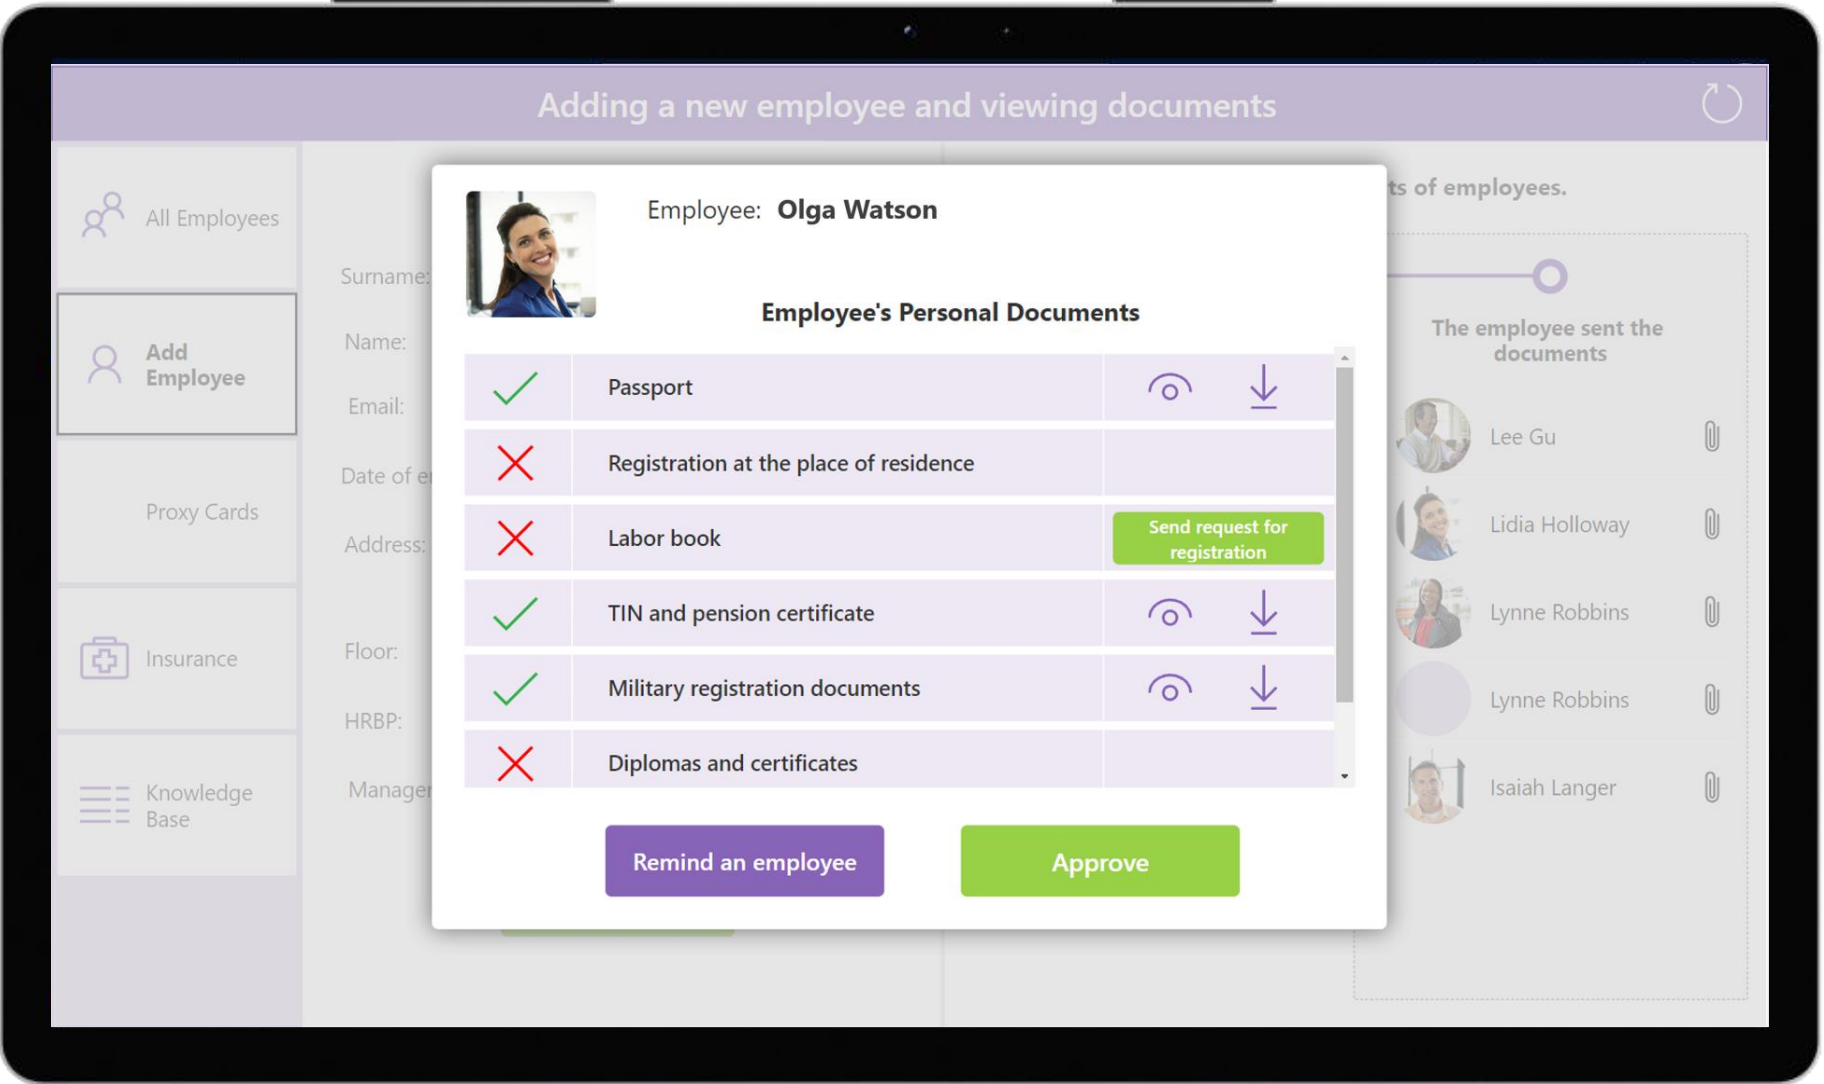 Adding a new employee and viewing documents
All Employees
Add
Employee
Proxy Cards
Insurance
Knowledge
Base
Surname:
Name:
Email:
Date of
Address:
Floor:
HRBP:
Employee: Olga Watson
Employee's Personal Documents
Passport
Registration at the place of residence
Labor book
Send request for
registration
TIN and pension certificate
Military registration documents
Diplomas and certificates
Remind an employee
Approve
of employees.
The employee sent the
documents
Lee Gu
Lidia Holloway
Lynne Robbins
Lynne Robbins
Isaiah Langer